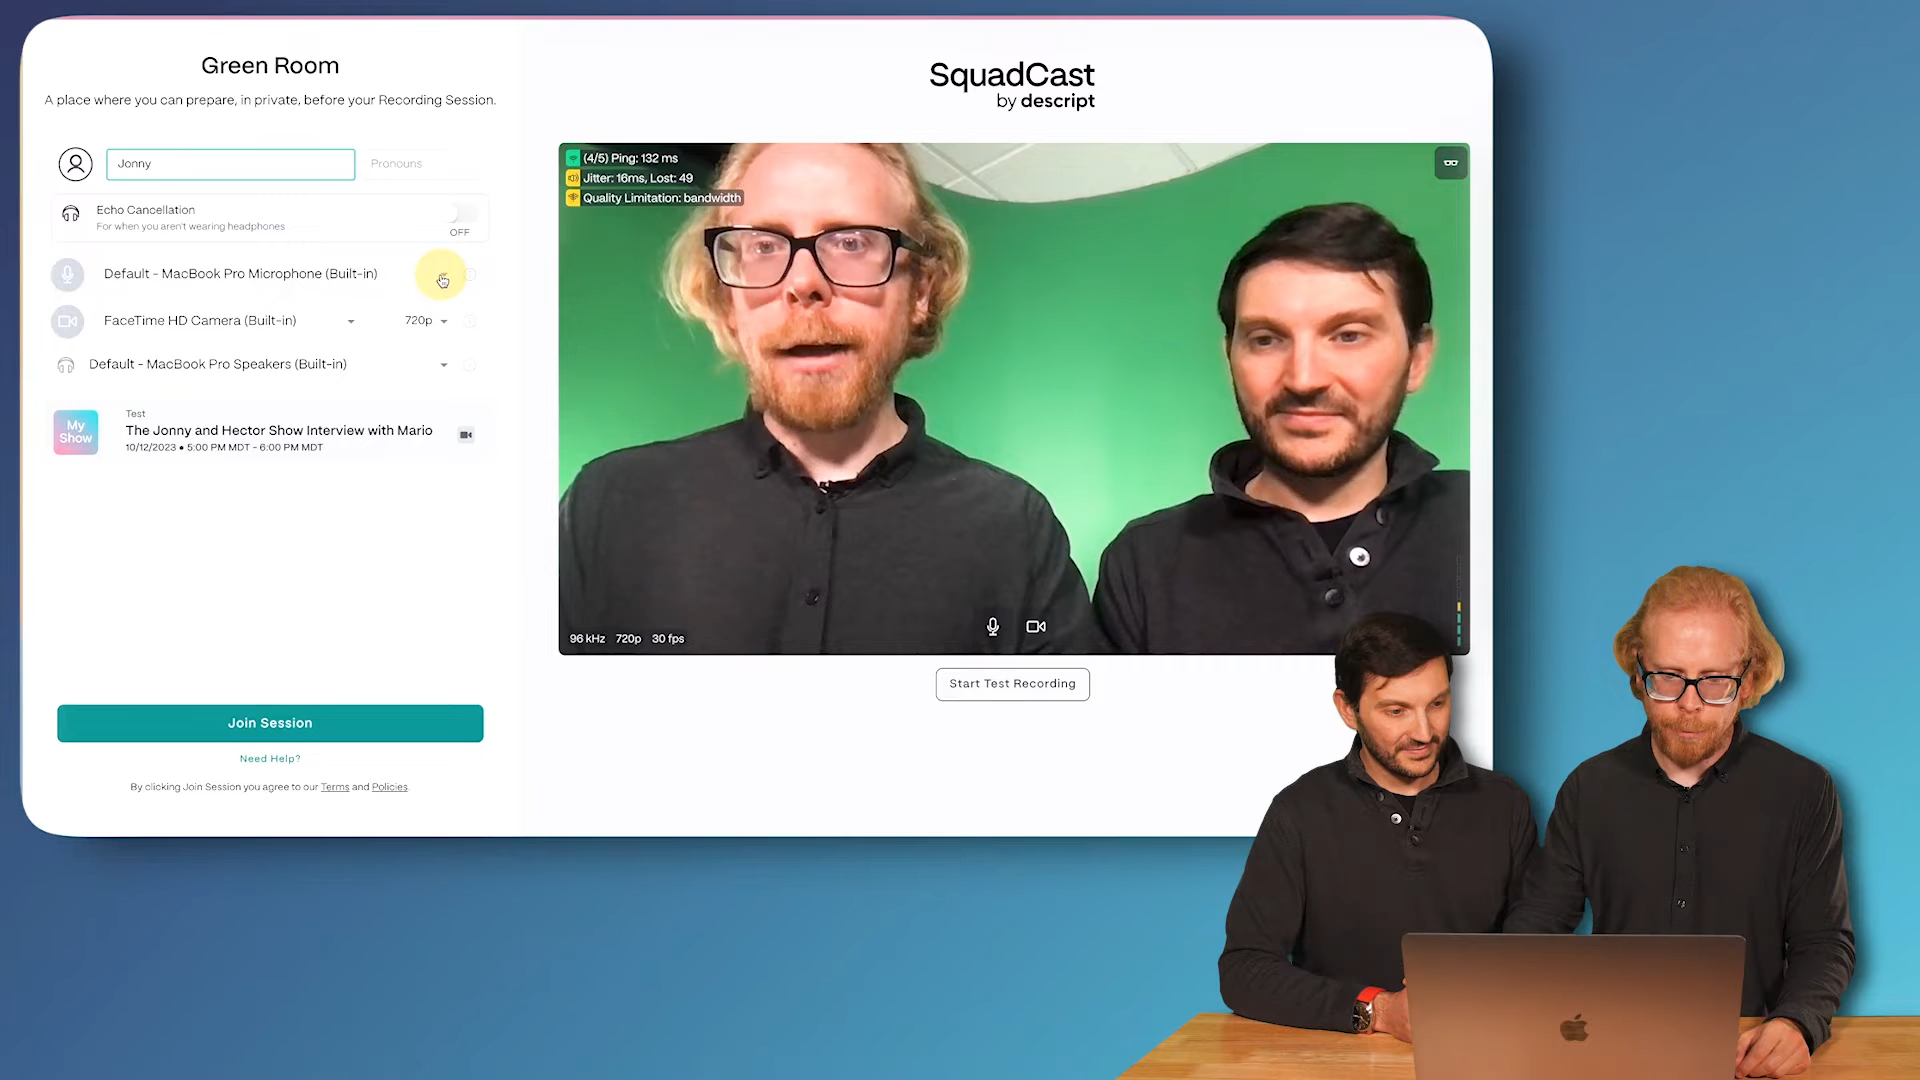 Green Room
A place where you can prepare, in private, before your Recording Session.
Jonny
Pronouns
Echo Cancellation
For when you aren't wearing headphones
OFF
Default - MacBook Pro Microphone (Built-in)
FaceTime HD Camera (Built-in)
720p
Default - MacBook Pro Speakers (Built-in)
My
Show
Test
The Jonny and Hector Show Interview with Mario
10/12/2023 • 5:00 PM MDT - 6:00 PM MDT
Join Session
Need Help?
By clicking Join Session you agree to our Terms and Policies.
SquadCast
by descript
(4/5) Ping: 132 ms
Jitter: 16ms, Lost: 49
Quality Limitation: bandwidth
96 kHz 720p 30 fps
Start Test Recording